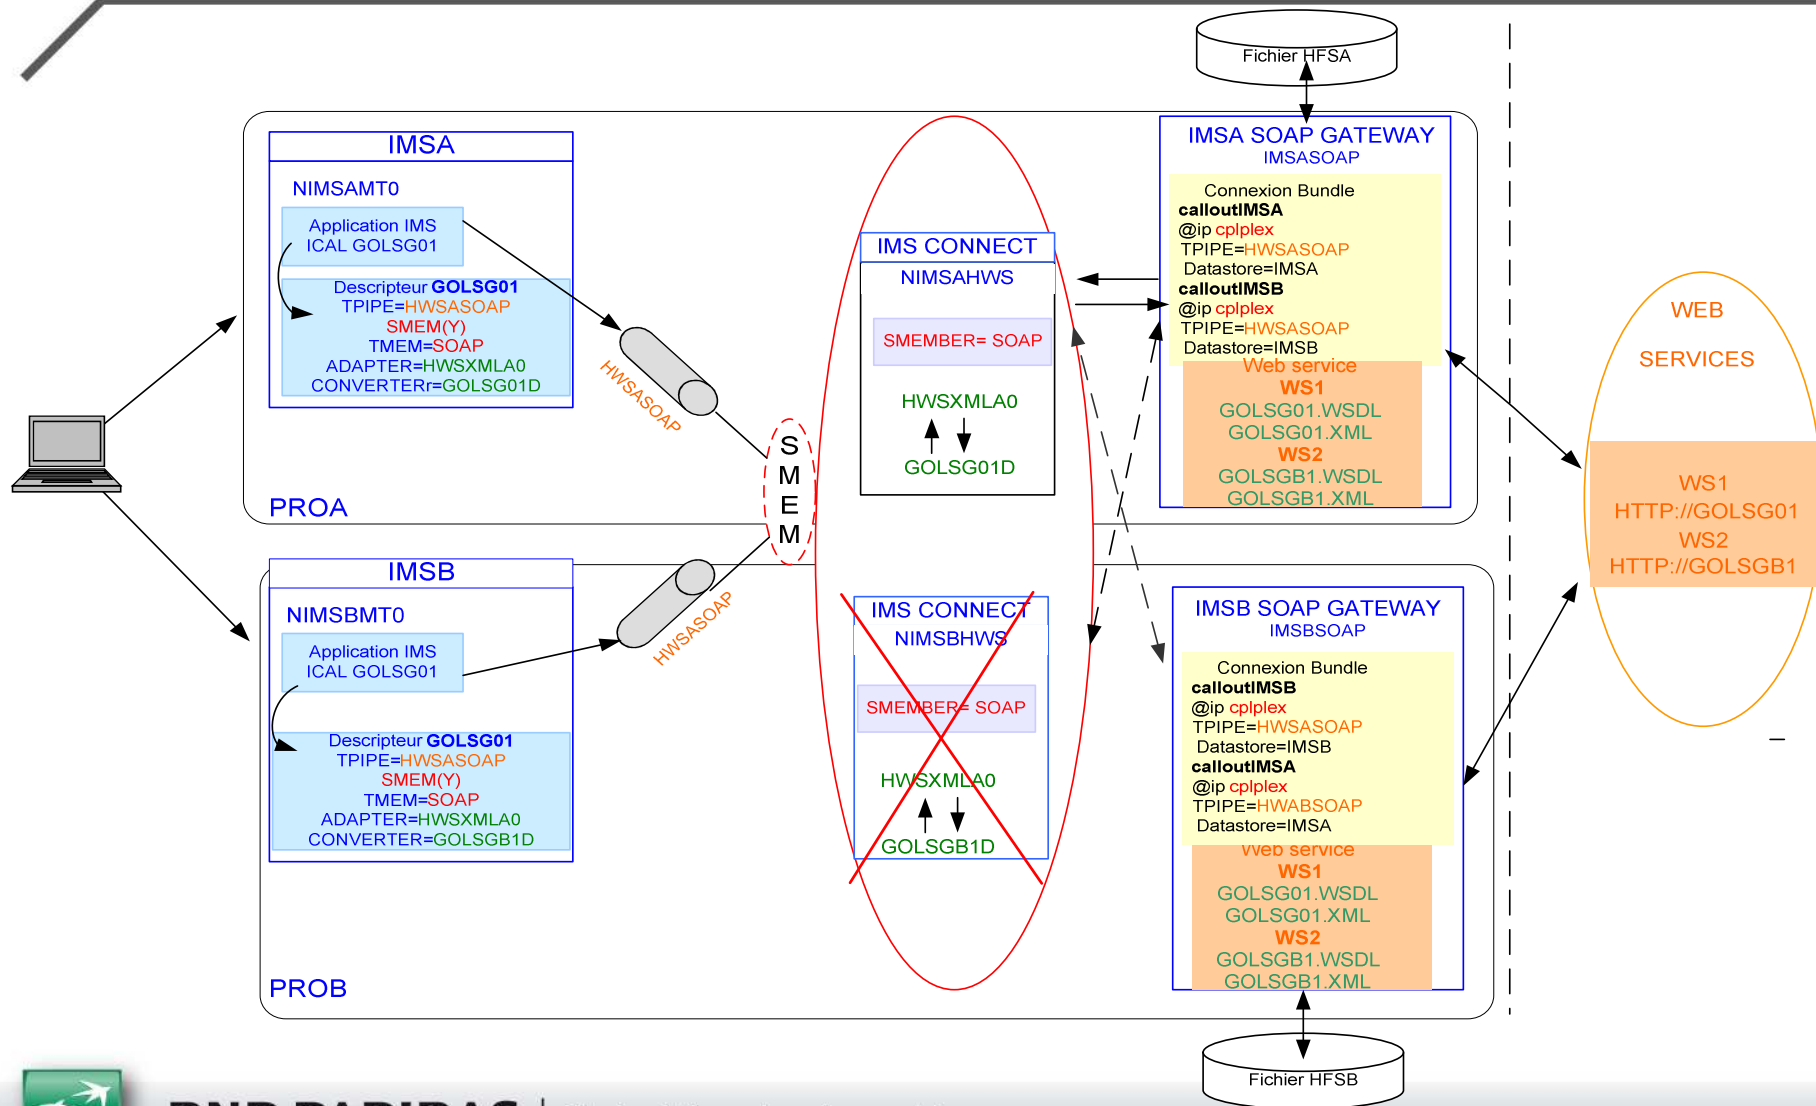 Fichier HFSA
IMSA
NIMSAMT0
Application IMS
ICAL GOLSG01
Descripteur GOLSG01
TPIPE=HWSASOAP
SMEM(Y)
TMEM=SOAP
ADAPTER=HWSXMLA0
CONVERTERr=GOLSG01D
PROA
HWSASOAP
S
M
E
M
IMS CONNECT
NIMSAHWS
SMEMBER= SOAP
HWSXMLA0
GOLSG01D
IMSA SOAP GATEWAY
IMSASOAP
Connexion Bundle
calloutIMSA
@ip cplplex
TPIPE=HWSASOAP
Datastore=IMSA
calloutIMSB
@ip cplplex
TPIPE=HWSASOAP
Datastore=IMSB
Web service
WS1
GOLSG01.WSDL
GOLSG01.XML
WS2
GOLSGB1.WSDL
GOLSGB1.XML
WEB
SERVICES
WS1
HTTP://GOLSG01
WS2
HTTP://GOLSGB1
IMSB
NIMSBMT0
Application IMS
ICAL GOLSG01
Descripteur GOLSG01
TPIPE=HWSASOAP
SMEM(Y)
TMEM=SOAP
ADAPTER=HWSXMLA0
CONVERTER=GOLSGB1D
PROB
HWSASOAP
IMS CONNECT
NIMSBHWS
SMEMBER= SOAP
HWSXMLA0
GOLSGB1D
IMSB SOAP GATEWAY
IMSBSOAP
Connexion Bundle
calloutIMSB
@ip cplplex
TPIPE=HWSASOAP
Datastore=IMSB
calloutIMSA
@ip cplplex
TPIPE=HWABSOAP
Datastore=IMSA
Web service
WS1
GOLSG01.WSDL
GOLSG01.XML
WS2
GOLSGB1.WSDL
GOLSGB1.XML
Fichier HFSB
BNP PARIBAS